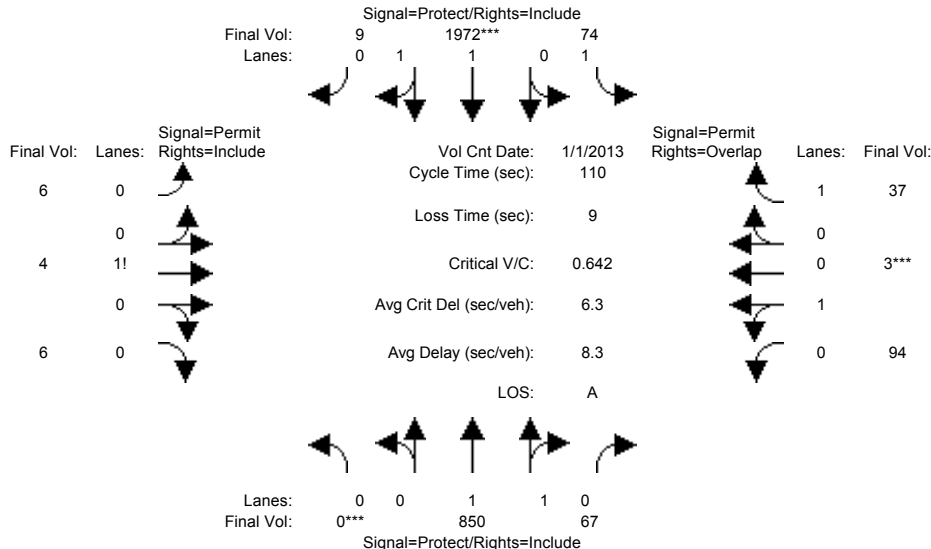 Signal=Protect/Rights=Include
Final Vol: 9 1972*** 74
Lanes: 0 1 1 0 1
Signal=Permit Signal=Permit
Final Vol: Lanes: Rights=Include Vol Cnt Date: 1/1/2013 Rights=Overlap Lanes: Final Vol:
Cycle Time (sec): 110
6 0 1 37
Loss Time (sec): 9
0 0
4 1! Critical V/C: 0.642 0 3***
0 Avg Crit Del (sec/veh): 6.3 1
6 0 Avg Delay (sec/veh): 8.3 0 94
LOS: A
Lanes: 0 0 1 1 0
Final Vol: 0*** 850 67
Signal=Protect/Rights=Include